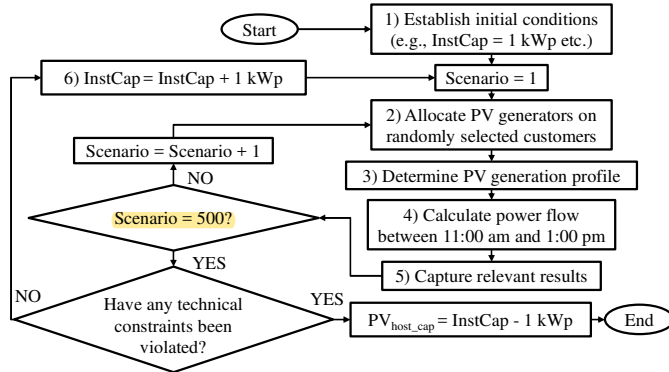 Start
1) Establish initial conditions
(e.g., InstCap = 1 kWp etc.)
6) InstCap = InstCap + 1 kWp
Scenario = 1
2) Allocate PV generators on
randomly selected customers
Scenario = Scenario + 1
3) Determine PV generation profile
NO
Scenario = 500?
4) Calculate power flow
between 11:00 am and 1:00 pm
YES
5) Capture relevant results
NO
Have any technical
constraints been
violated?
YES
PV_host_cap = InstCap - 1 kWp
End